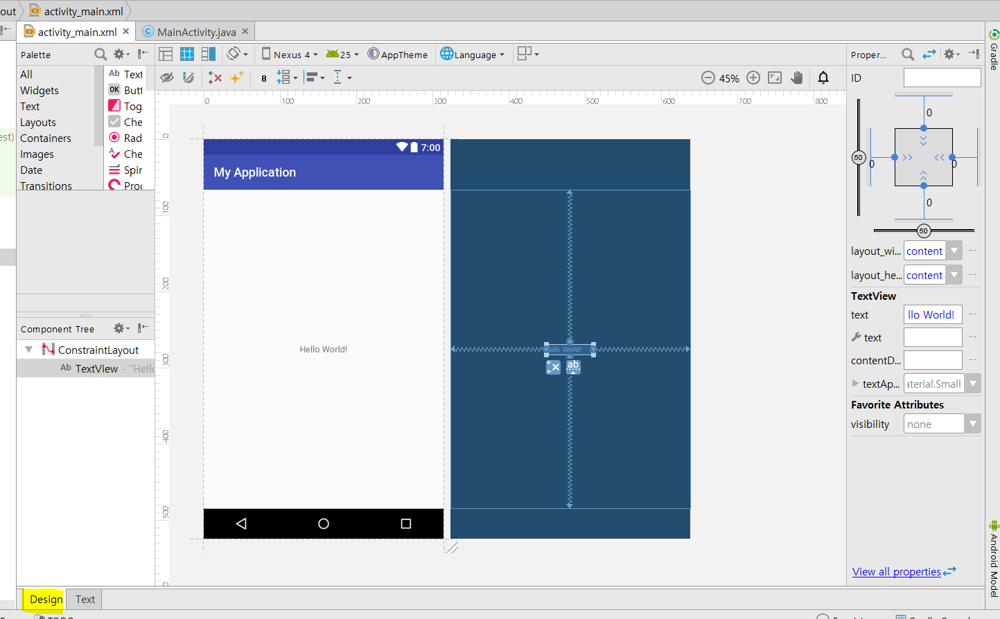 out activity_main.xml
activity_main.xml MainActivity.java
Palette
Nexus 4 25 AppTheme Language
Proper...
Gradle
All
Widgets
Text
Layouts
Containers
Images
Date
Transitions
Ab Text
OK Butt
Tog
Che
Rad
Che
Spir
Proc
8
45%
ID
0 100 200 300 500 600 700 800
0
100
200
300
400
500
est)
7:00
My Application
Hello World!
Hello World!
ab
0
50
0 0
0
50
layout_wi... content ...
layout_he... content ...
TextView
text llo World! ...
text ...
contentD... ...
textAp... aterial.Small
Favorite Attributes
visibility none
View all properties
Android Model
Component Tree
ConstraintLayout
Ab TextView - "Hello
Design Text
TODO